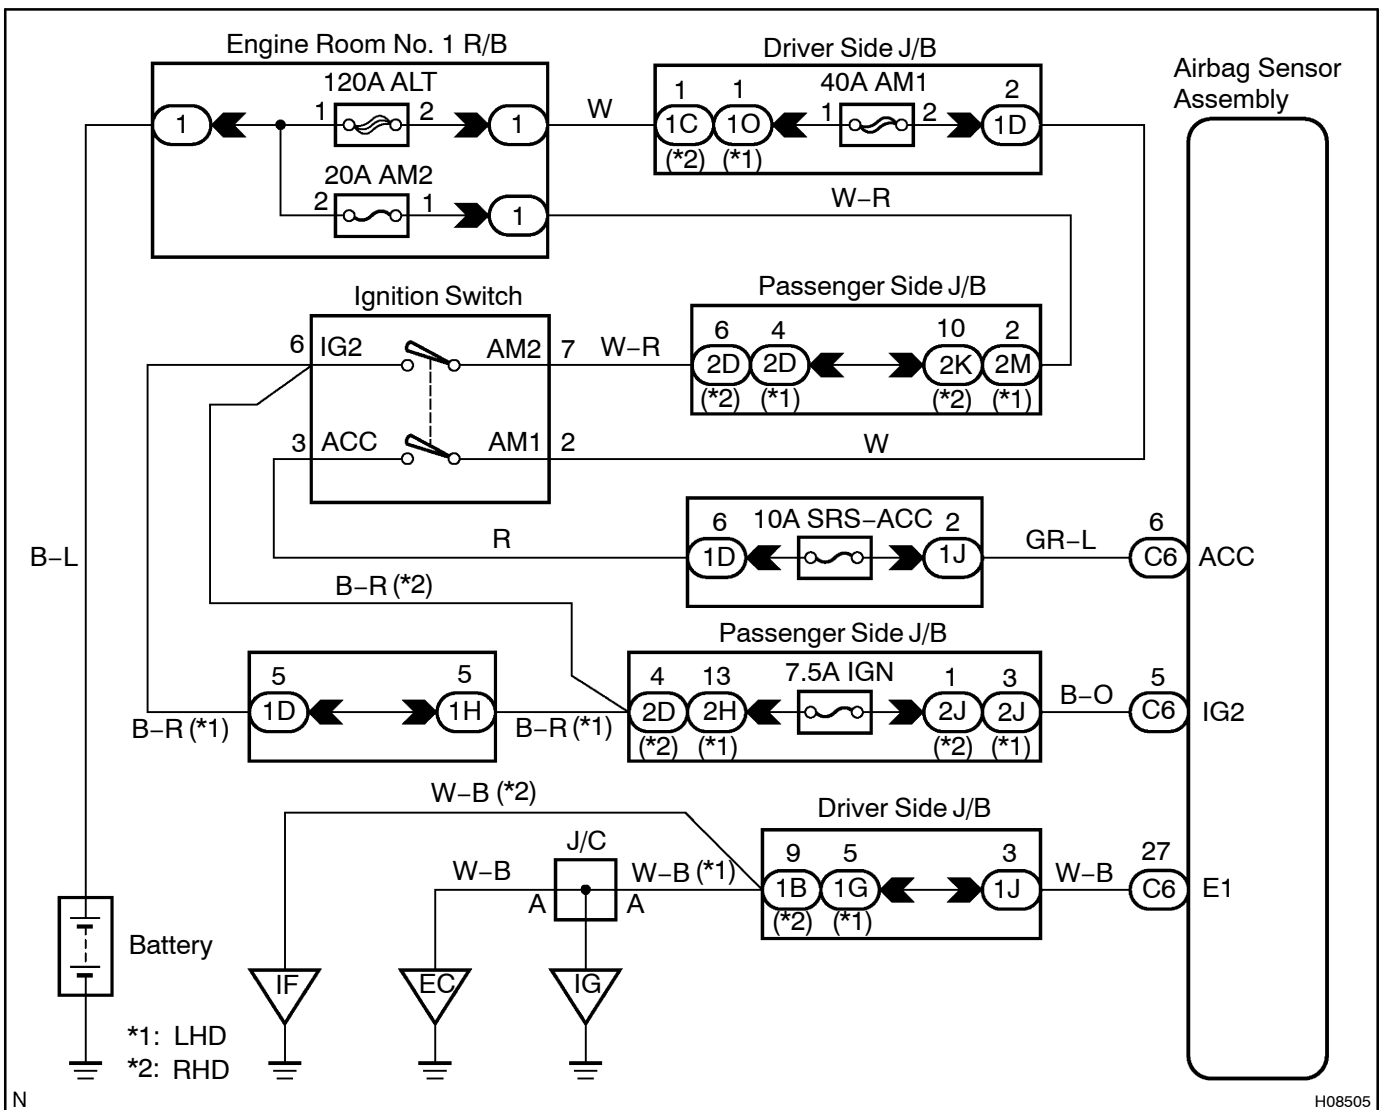 Engine Room No. 1 R/B
Driver Side J/B
Airbag Sensor
Assembly
120A ALT
1
1
2
1
W
1
1
40A AM1
2
1C
1O
1
2
1D
(*2)
(*1)
20A AM2
2
1
1
W-R
Ignition Switch
Passenger Side J/B
6
IG2
AM2
7
W-R
6
4
10
2
2D
2D
2K
2M
(*2)
(*1)
(*2)
(*1)
3
ACC
AM1
2
W
B-L
R
6
10A SRS-ACC
2
1D
1J
GR-L
6
C6
ACC
B-R (*2)
Passenger Side J/B
5
5
1D
1H
B-R (*1)
B-R (*1)
4
13
7.5A IGN
1
3
2D
2H
2J
2J
(*2)
(*1)
(*2)
(*1)
B-O
5
C6
IG2
W-B (*2)
Driver Side J/B
J/C
W-B
W-B (*1)
A
A
9
5
3
1B
1G
1J
(*2)
(*1)
W-B
27
C6
E1
Battery
IF
EC
IG
*1: LHD
*2: RHD
N
H08505